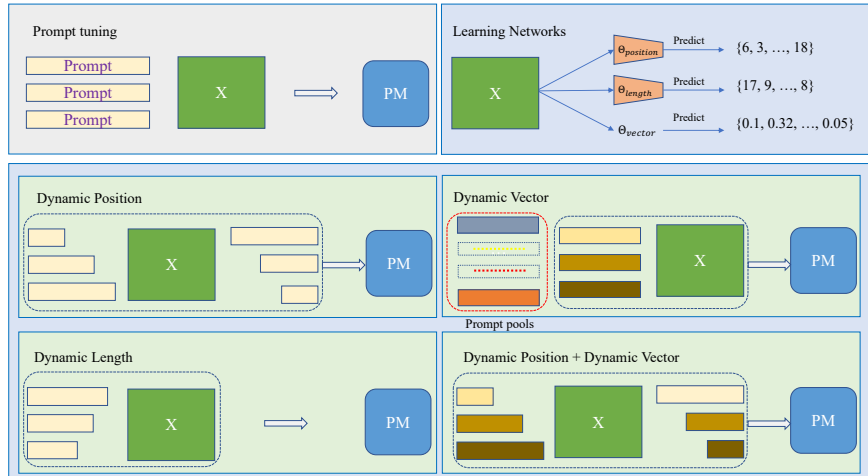 Prompt tuning
Prompt
Prompt
Prompt
X
PM
Learning Networks
X
Θposition
Predict
{6, 3, …, 18}
Θlength
Predict
{17, 9, …, 8}
Θvector
Predict
{0.1, 0.32, …, 0.05}
Dynamic Position
X
PM
Dynamic Vector
X
PM
Prompt pools
Dynamic Length
X
PM
Dynamic Position + Dynamic Vector
X
PM